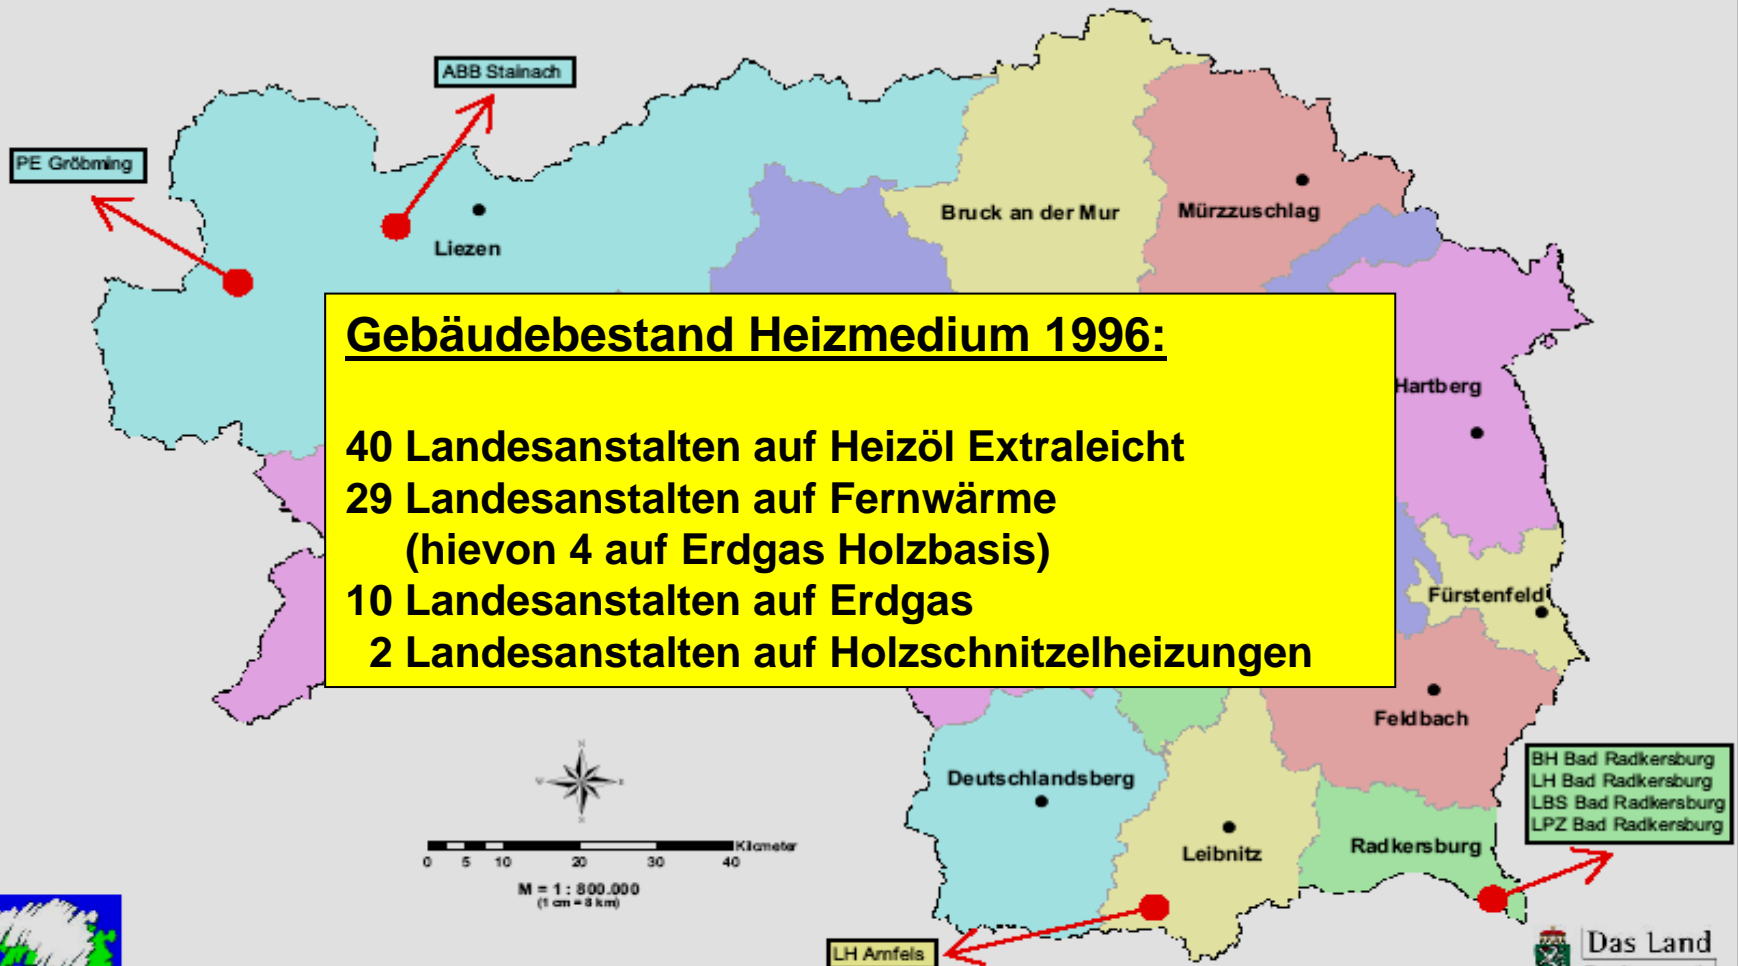 ABB Stainach
PE Gröbming
Liezen
Bruck an der Mur
Mürzzuschlag
Gebäudebestand Heizmedium 1996:
40 Landesanstalten auf Heizöl Extraleicht
29 Landesanstalten auf Fernwärme
(hievon 4 auf Erdgas Holzbasis)
10 Landesanstalten auf Erdgas
2 Landesanstalten auf Holzschnitzelheizungen
Hartberg
Fürstenfeld
Feldbach
Deutschlandsberg
Leibnitz
Radkersburg
BH Bad Radkersburg
LH Bad Radkersburg
LBS Bad Radkersburg
LPZ Bad Radkersburg
N
W
E
S
Kilometer
0 5 10 20 30 40
M = 1 : 800.000
(1 cm = 8 km)
LH Arnfels
Das Land